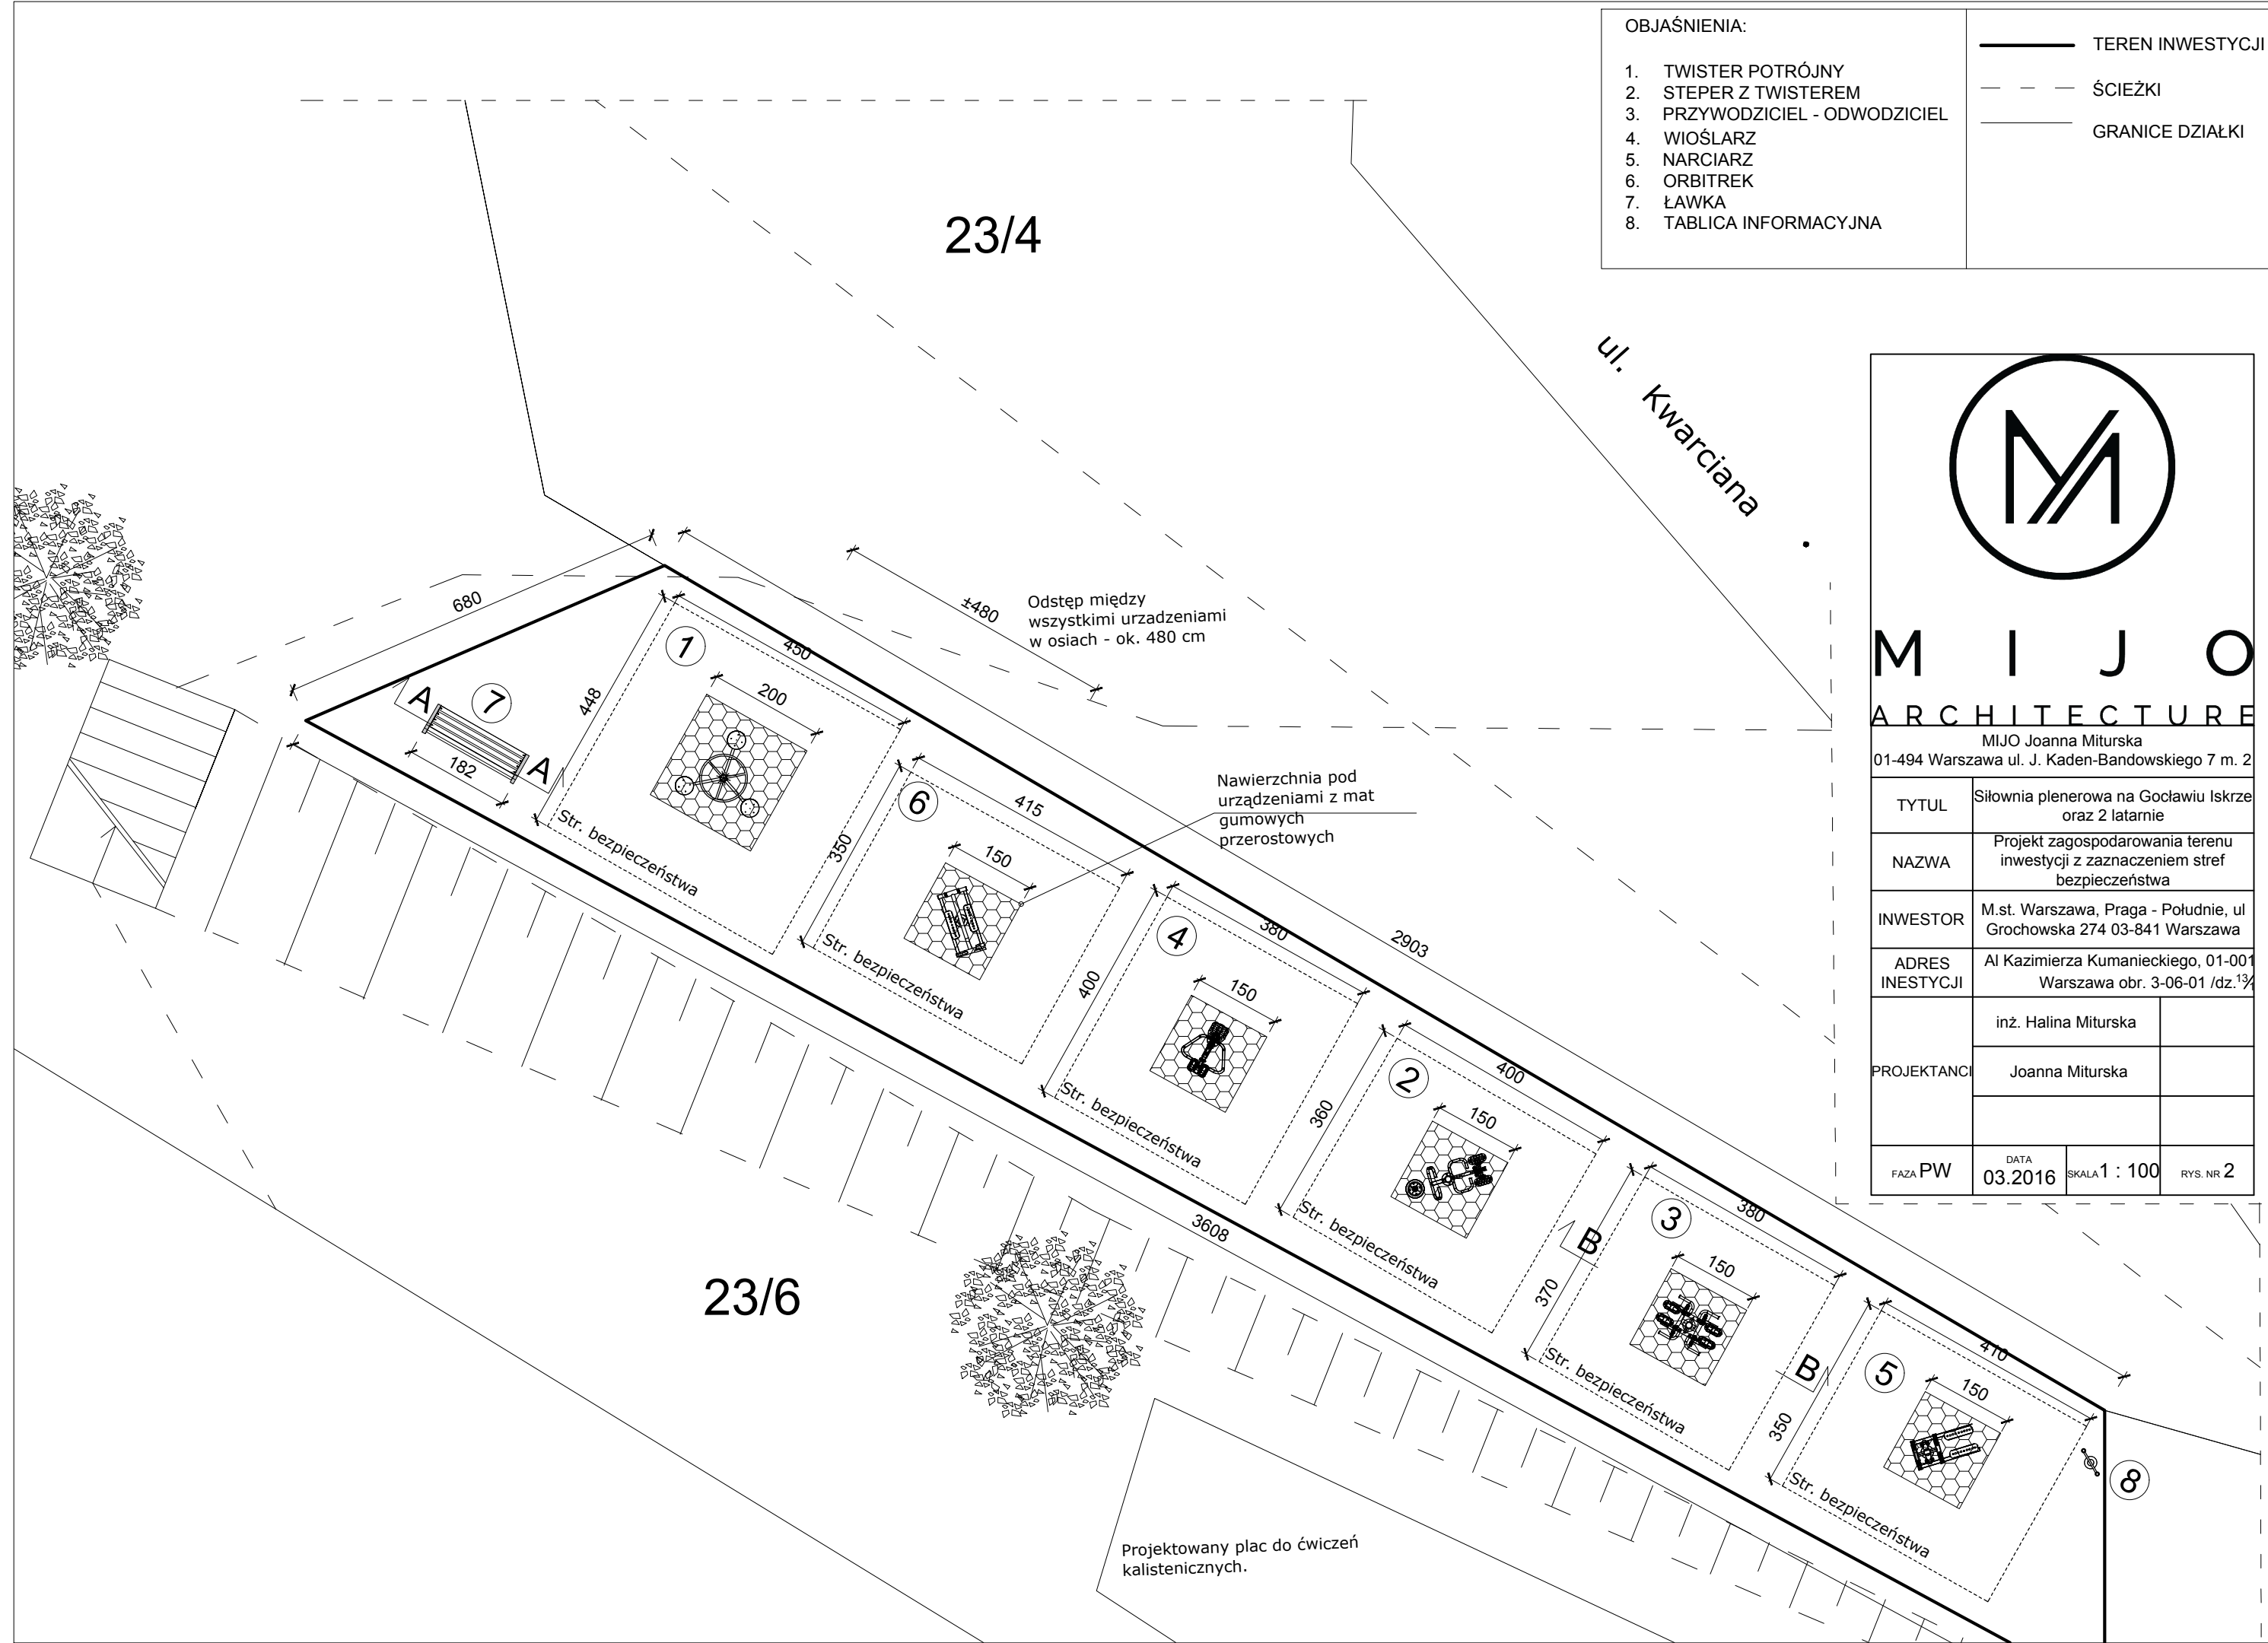 OBJAŚNIENIA:
1. TWISTER POTRÓJNY
2. STEPER Z TWISTEREM
3. PRZYWODZICIEL - ODWODZICIEL
4. WIOŚLARZ
5. NARCIARZ
6. ORBITREK
7. ŁAWKA
8. TABLICA INFORMACYJNA
TEREN INWESTYCJI
ŚCIEŻKI
GRANICE DZIAŁKI
23/4
ul. Kwarciana
680
±480
Odstęp między
wszystkimi urzadzeniami
w osiach - ok. 480 cm
1
450
448
200
Str. bezpieczeństwa
7
A
A
182
Nawierzchnia pod
urządzeniami z mat
gumowych
przerostowych
6
415
350
150
Str. bezpieczeństwa
4
380
400
150
Str. bezpieczeństwa
2903
2
400
360
150
Str. bezpieczeństwa
3
380
370
150
Str. bezpieczeństwa
B
B
5
410
350
150
Str. bezpieczeństwa
8
3608
23/6
Projektowany plac do ćwiczeń
kalistenicznych.
MIJO
ARCHITECTURE
MIJO Joanna Miturska
01-494 Warszawa ul. J. Kaden-Bandowskiego 7 m. 2
TYTUL
Siłownia plenerowa na Gocławiu Iskrze
oraz 2 latarnie
NAZWA
Projekt zagospodarowania terenu
inwestycji z zaznaczeniem stref
bezpieczeństwa
INWESTOR
M.st. Warszawa, Praga - Południe, ul
Grochowska 274 03-841 Warszawa
ADRES
INESTYCJI
Al Kazimierza Kumanieckiego, 01-001
Warszawa obr. 3-06-01 /dz.
PROJEKTANCI
inż. Halina Miturska
Joanna Miturska
FAZA PW
DATA
03.2016
SKALA 1 : 100
RYS. NR 2